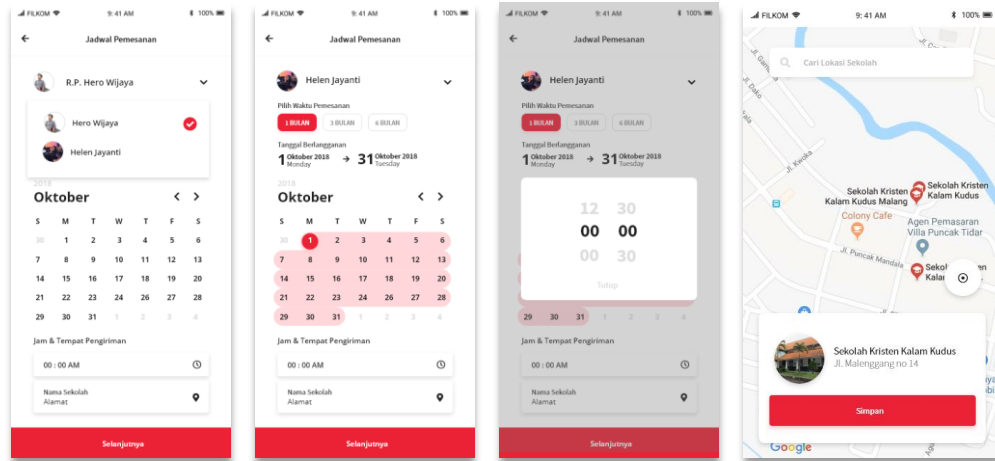 FILKOM 9: 41 AM 100%
Jadwal Pemesanan
R.P. Hero Wijaya
Hero Wijaya
Helen Jayanti
2018
Oktober
S M T W T F S
30 1 2 3 4 5 6
7 8 9 10 11 12 13
14 15 16 17 18 19 20
21 22 23 24 26 27 28
29 30 31 1 2 3 4
Jam & Tempat Pengiriman
00 : 00 AM
Nama Sekolah
Alamat
Selanjutnya
FILKOM 9: 41 AM 100%
Jadwal Pemesanan
Helen Jayanti
Pilih Waktu Pemesanan
1 BULAN 3 BULAN 6 BULAN
Tanggal Berlangganan
1 Oktober 2018 Monday → 31 Oktober 2018 Tuesday
2018
Oktober
S M T W T F S
30 1 2 3 4 5 6
7 8 9 10 11 12 13
14 15 16 17 18 19 20
21 22 23 24 26 27 28
29 30 31 1 2 3 4
Jam & Tempat Pengiriman
00 : 00 AM
Nama Sekolah
Alamat
Selanjutnya
FILKOM 9: 41 AM 100%
Jadwal Pemesanan
Helen Jayanti
Pilih Waktu Pemesanan
1 BULAN 3 BULAN 6 BULAN
Tanggal Berlangganan
1 Oktober 2018 Monday → 31 Oktober 2018 Tuesday
12 30
00 00
00 30
Tutup
29 30 31 1 2 3 4
Jam & Tempat Pengiriman
00 : 00 AM
Nama Sekolah
Alamat
Selanjutnya
FILKOM 9: 41 AM 100%
Cari Lokasi Sekolah
Jl. Dako
Jl. Kwoka
Sekolah Kristen
Kalam Kudus Malang
Sekolah Kristen
Kalam Kudus
Colony Cafe
Agen Pemasaran
Villa Puncak Tidar
Jl. Puncak Mandala
Sekolah Kristen Kalam Kudus
Jl. Malenggang no 14
Simpan
Google